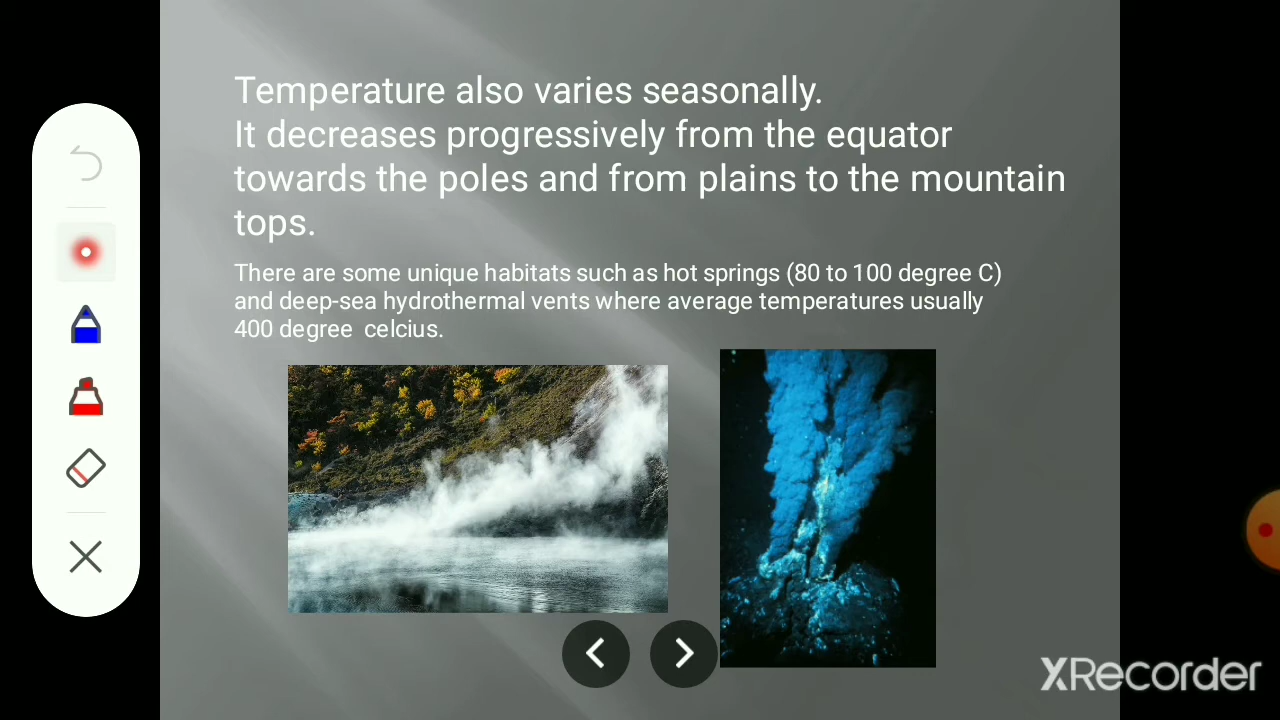 Temperature also varies seasonally.
It decreases progressively from the equator
towards the poles and from plains to the mountain
tops.
There are some unique habitats such as hot springs (80 to 100 degree C)
and deep-sea hydrothermal vents where average temperatures usually
400 degree  celcius.
XRecorder